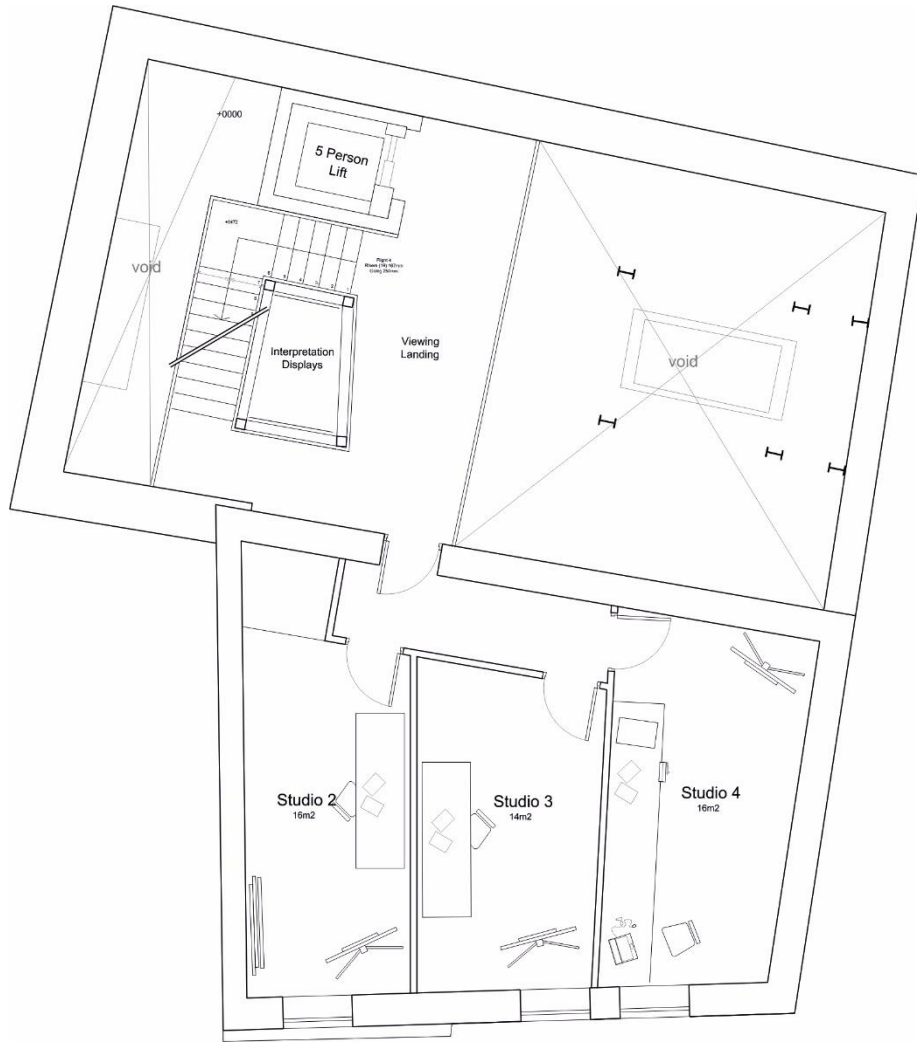 +0000
5 Person
Lift
void
Interpretation
Displays
Viewing
Landing
void
Studio 2
16m2
Studio 3
14m2
Studio 4
16m2